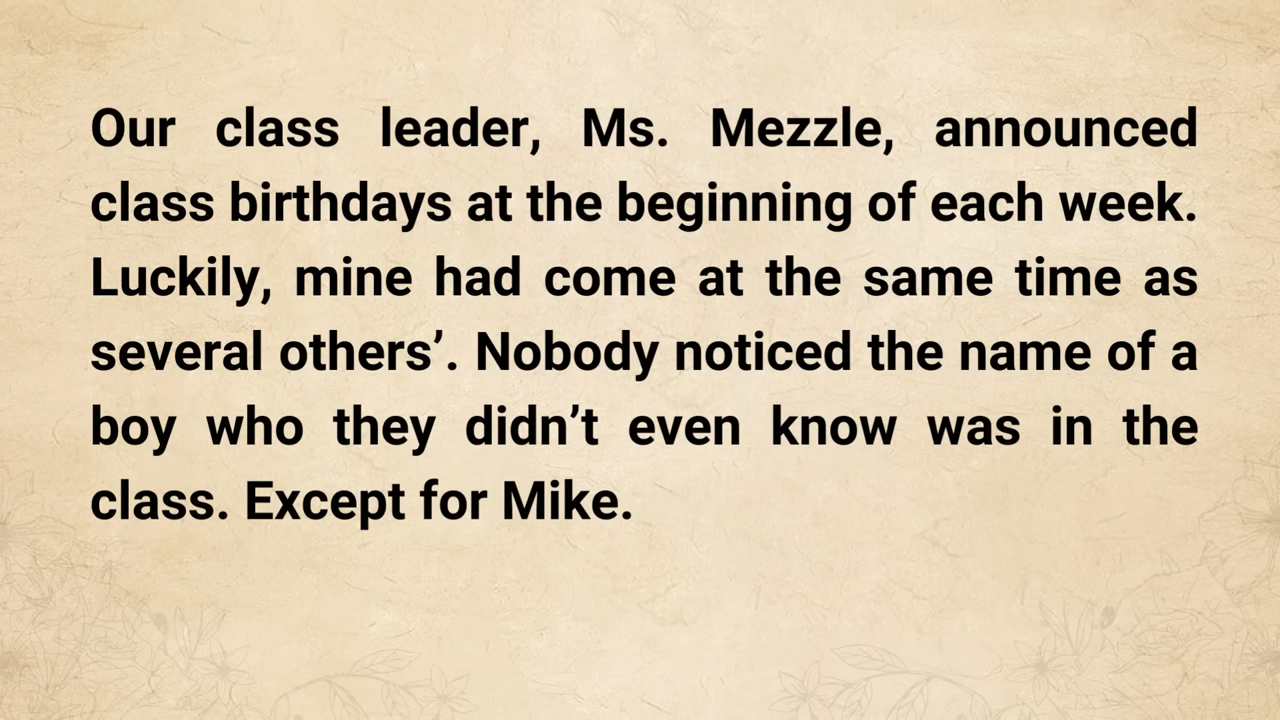 Our class leader, Ms. Mezzle, announced
class birthdays at the beginning of each week.
Luckily, mine had come at the same time as
several others’. Nobody noticed the name of a
boy who they didn’t even know was in the
class. Except for Mike.